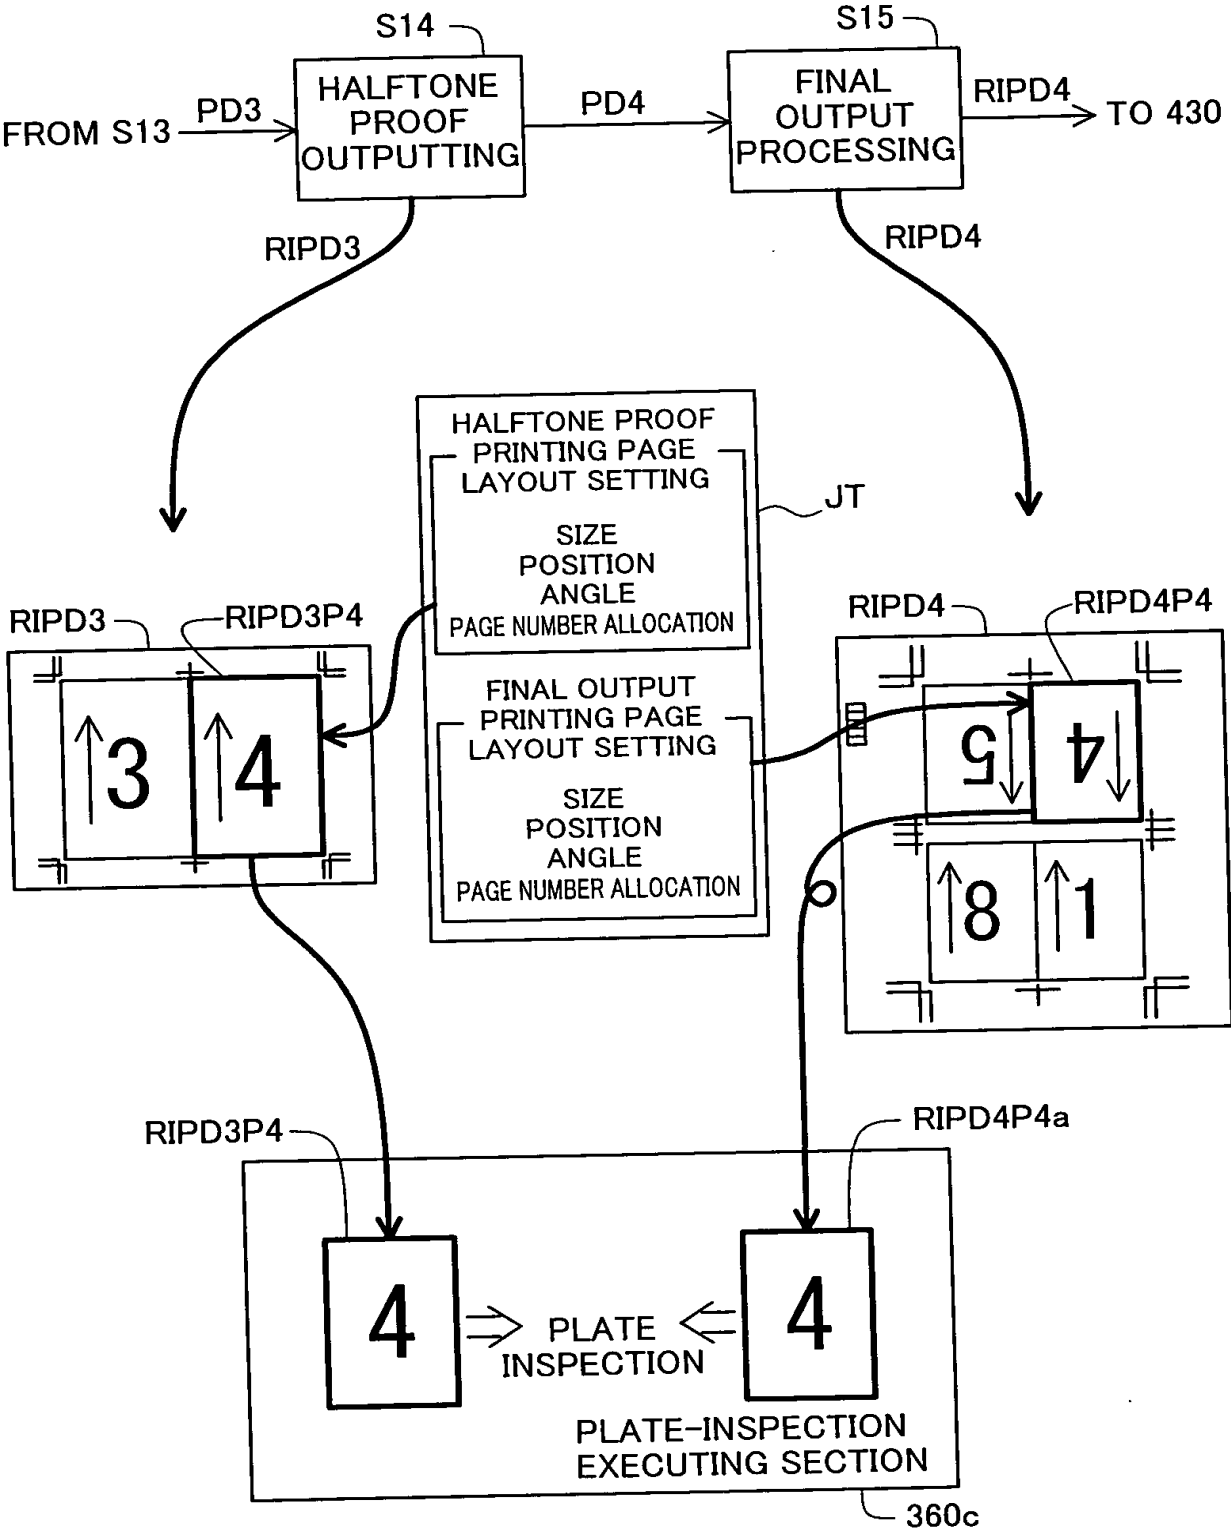 S14
S15
HALFTONE
PROOF
OUTPUTTING
FINAL
OUTPUT
PROCESSING
FROM S13
PD3
PD4
RIPD4
TO 430
RIPD3
RIPD4
HALFTONE PROOF
PRINTING PAGE
LAYOUT SETTING
SIZE
POSITION
ANGLE
PAGE NUMBER ALLOCATION
JT
FINAL OUTPUT
PRINTING PAGE
LAYOUT SETTING
SIZE
POSITION
ANGLE
PAGE NUMBER ALLOCATION
RIPD3
RIPD3P4
3
4
RIPD4
RIPD4P4
5
4
8
1
RIPD3P4
RIPD4P4a
4
4
PLATE
INSPECTION
PLATE-INSPECTION
EXECUTING SECTION
360c